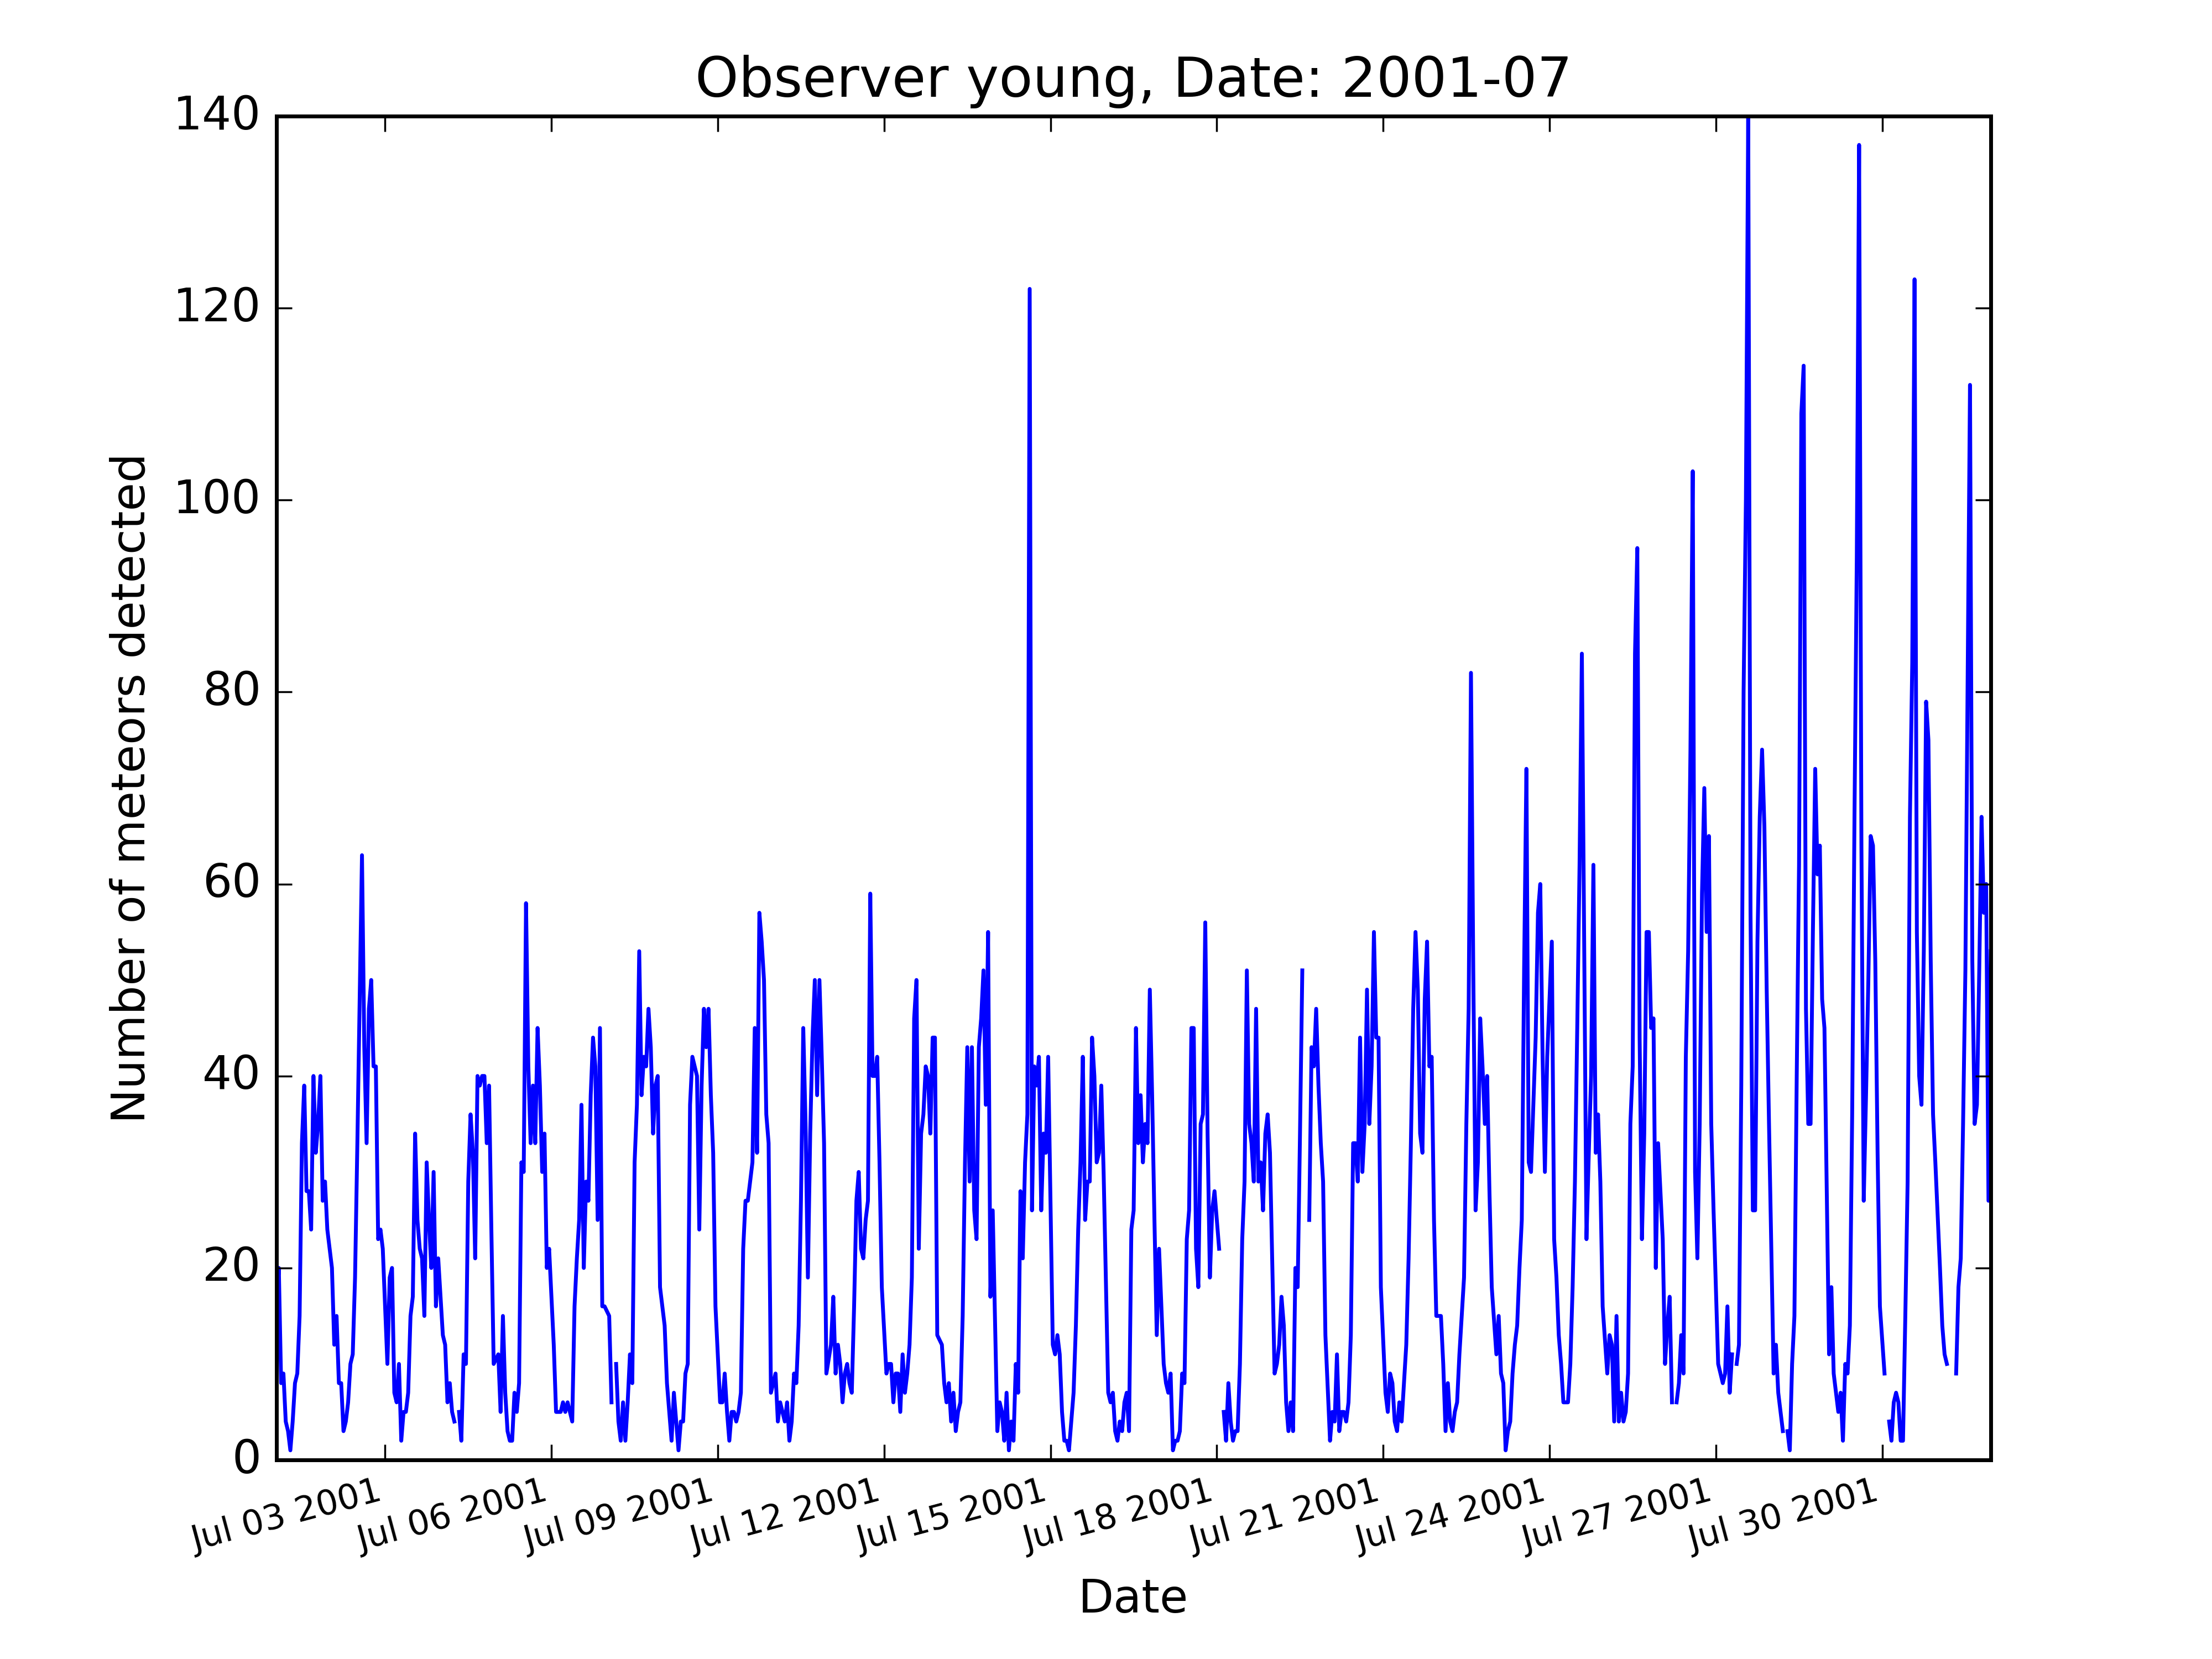 Observer young, Date: 2001-07
140
120
100
80
60
40
20
0
Number of meteors detected
Jul 03 2001
Jul 06 2001
Jul 09 2001
Jul 12 2001
Jul 15 2001
Jul 18 2001
Jul 21 2001
Jul 24 2001
Jul 27 2001
Jul 30 2001
Date